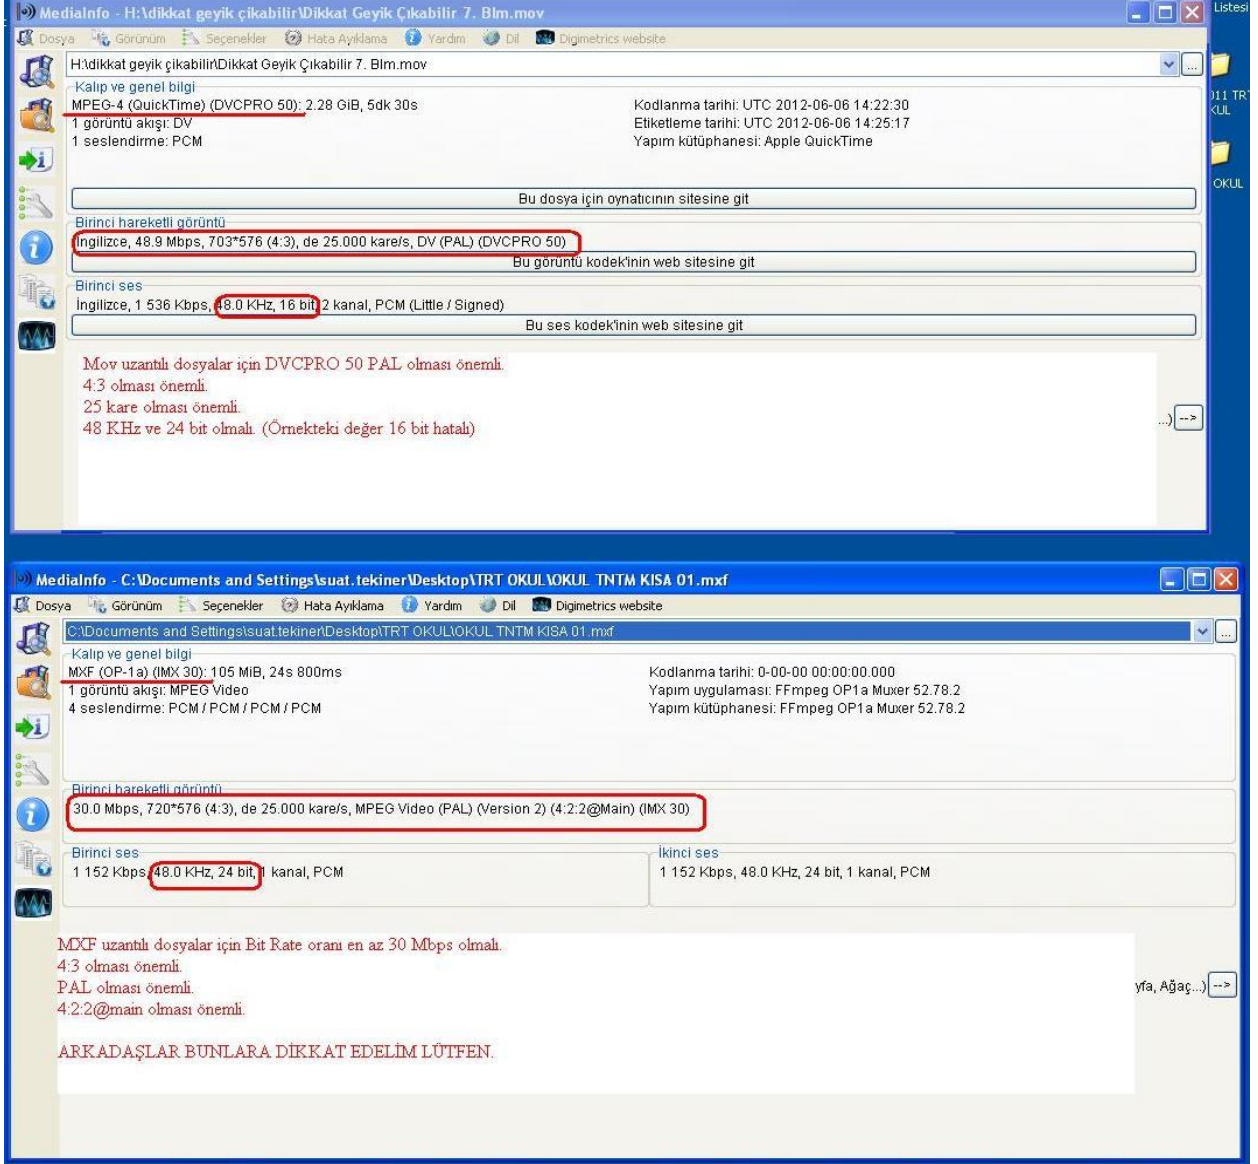 MediaInfo - H:\dikkat geyik çikabilir\Dikkat Geyik Çıkabilir 7. Blm.mov
Listesi
Dosya Görünüm Seçenekler Hata Ayıklama Yardım Dil Digimetrics website
H:\dikkat geyik çikabilir\Dikkat Geyik Çıkabilir 7. Blm.mov
...
Kalıp ve genel bilgi
MPEG-4 (QuickTime) (DVCPRO 50): 2.28 GiB, 5dk 30s
Kodlanma tarihi: UTC 2012-06-06 14:22:30
1 görüntü akışı: DV
Etiketleme tarihi: UTC 2012-06-06 14:25:17
1 seslendirme: PCM
Yapım kütüphanesi: Apple QuickTime
OKUL
Bu dosya için oynatıcının sitesine git
Birinci hareketli görüntü
İngilizce, 48.9 Mbps, 703*576 (4:3), de 25.000 kare/s, DV (PAL) (DVCPRO 50)
Bu görüntü kodek'inin web sitesine git
Birinci ses
İngilizce, 1 536 Kbps, 48.0 KHz, 16 bit, 2 kanal, PCM (Little / Signed)
Bu ses kodek'inin web sitesine git
Mov uzantılı dosyalar için DVCPRO 50 PAL olması önemli.
4:3 olması önemli.
25 kare olması önemli.
48 KHz ve 24 bit olmalı. (Örnekteki değer 16 bit hatalı)
...) -->
MediaInfo - C:\Documents and Settings\suat.tekiner\Desktop\TRT OKUL\OKUL TNTM KISA 01.mxf
Dosya Görünüm Seçenekler Hata Ayıklama Yardım Dil Digimetrics website
C:\Documents and Settings\suat.tekiner\Desktop\TRT OKUL\OKUL TNTM KISA 01.mxf
...
Kalıp ve genel bilgi
MXF (OP-1a) (IMX 30): 105 MiB, 24s 800ms
Kodlanma tarihi: 0-00-00 00:00:00.000
1 görüntü akışı: MPEG Video
Yapım uygulaması: FFmpeg OP1a Muxer 52.78.2
4 seslendirme: PCM / PCM / PCM / PCM
Yapım kütüphanesi: FFmpeg OP1a Muxer 52.78.2
Birinci hareketli görüntü
30.0 Mbps, 720*576 (4:3), de 25.000 kare/s, MPEG Video (PAL) (Version 2) (4:2:2@Main) (IMX 30)
Birinci ses
1 152 Kbps, 48.0 KHz, 24 bit, 1 kanal, PCM
İkinci ses
1 152 Kbps, 48.0 KHz, 24 bit, 1 kanal, PCM
MXF uzantılı dosyalar için Bit Rate oranı en az 30 Mbps olmalı.
4:3 olması önemli.
PAL olması önemli.
4:2:2@main olması önemli.
yfa, Ağaç...) -->
ARKADAŞLAR BUNLARA DİKKAT EDELİM LÜTFEN.